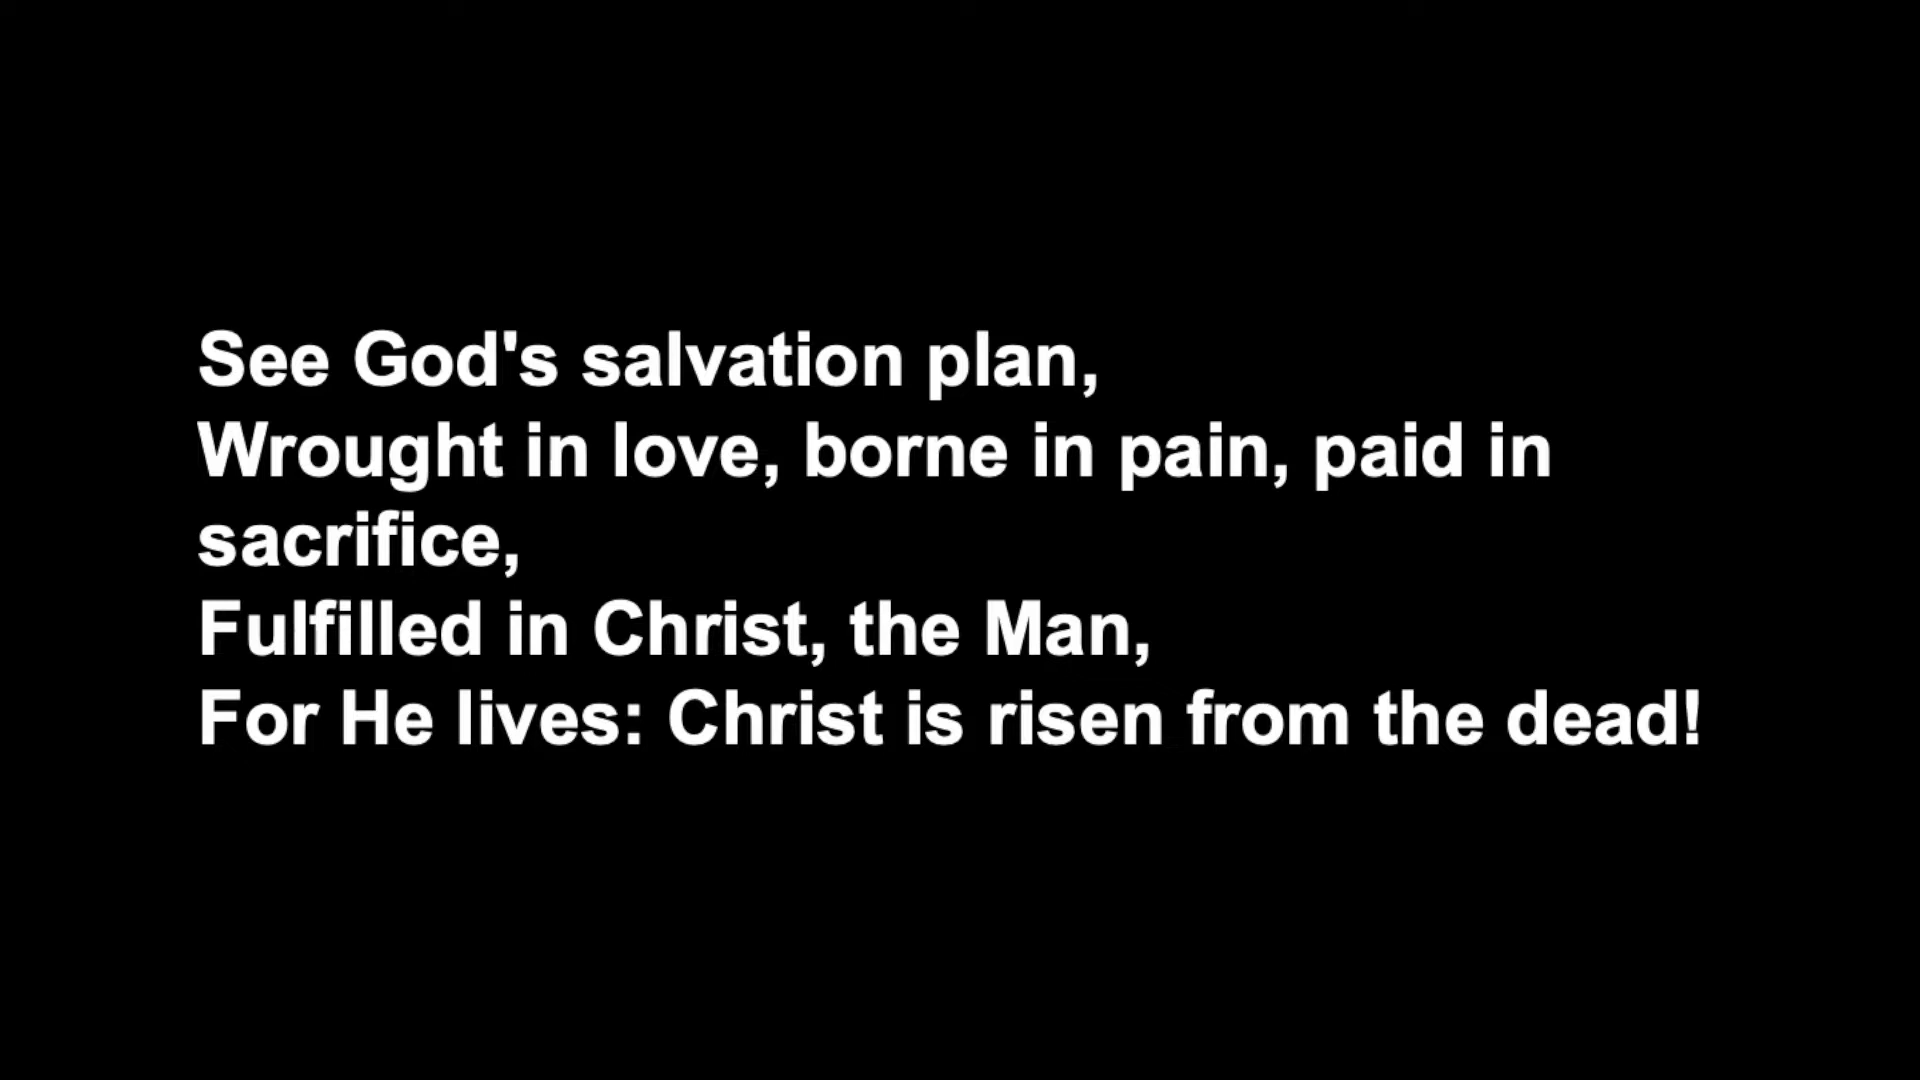 See God's salvation plan,
Wrought in love, borne in pain, paid in
sacrifice,
Fulfilled in Christ, the Man,
For He lives: Christ is risen from the dead!